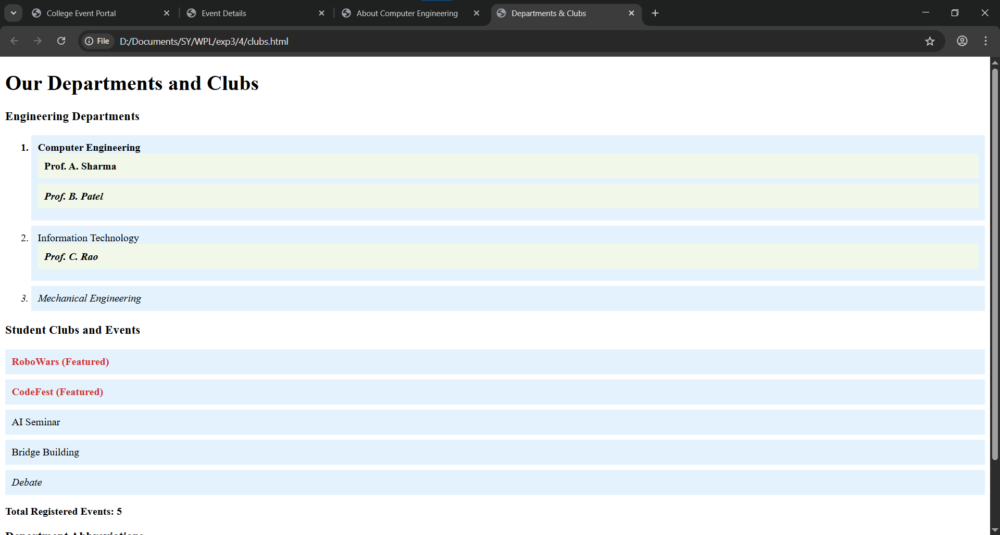 College Event Portal
Event Details
About Computer Engineering
Departments & Clubs
File D:/Documents/SY/WPL/exp3/4/clubs.html
Our Departments and Clubs
Engineering Departments
1. Computer Engineering
Prof. A. Sharma
Prof. B. Patel
2. Information Technology
Prof. C. Rao
3. Mechanical Engineering
Student Clubs and Events
RoboWars (Featured)
CodeFest (Featured)
AI Seminar
Bridge Building
Debate
Total Registered Events: 5
Department Abbreviations